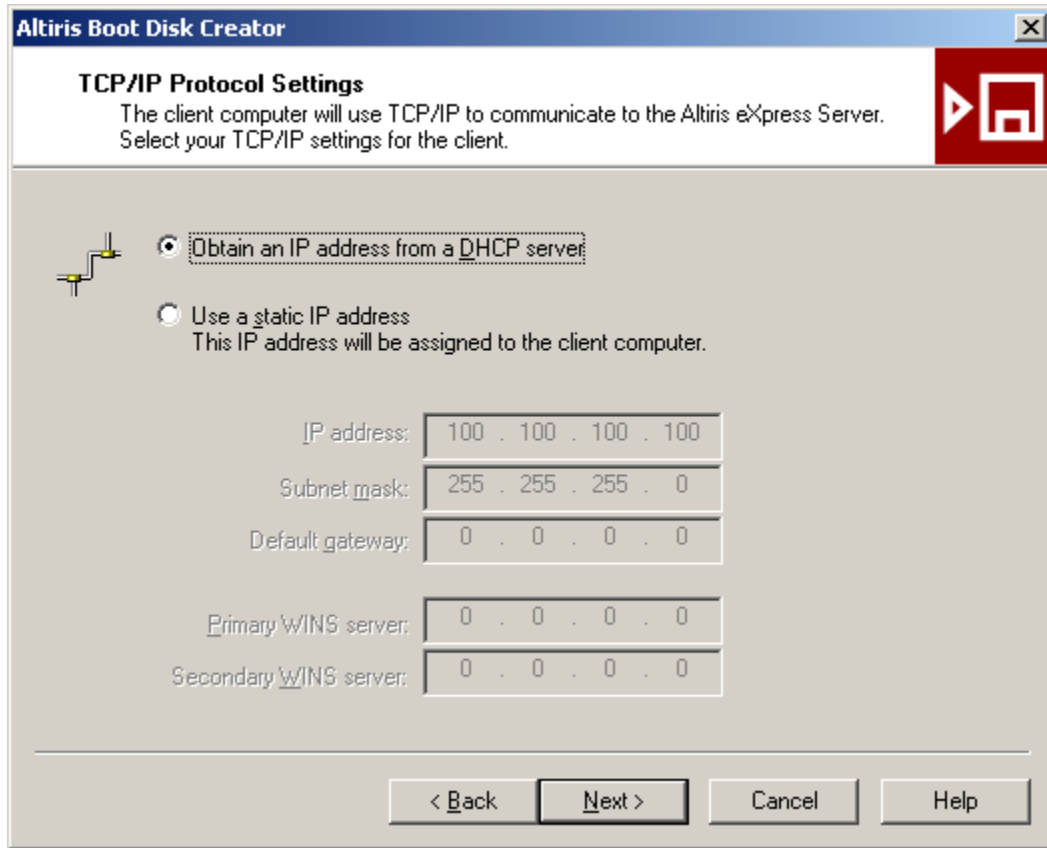 Altiris Boot Disk Creator
TCP/IP Protocol Settings
The client computer will use TCP/IP to communicate to the Altiris eXpress Server.
Select your TCP/IP settings for the client.
Obtain an IP address from a DHCP server
Use a static IP address
This IP address will be assigned to the client computer.
IP address: 100 . 100 . 100 . 100
Subnet mask: 255 . 255 . 255 . 0
Default gateway: 0 . 0 . 0 . 0
Primary WINS server: 0 . 0 . 0 . 0
Secondary WINS server: 0 . 0 . 0 . 0
< Back Next > Cancel Help